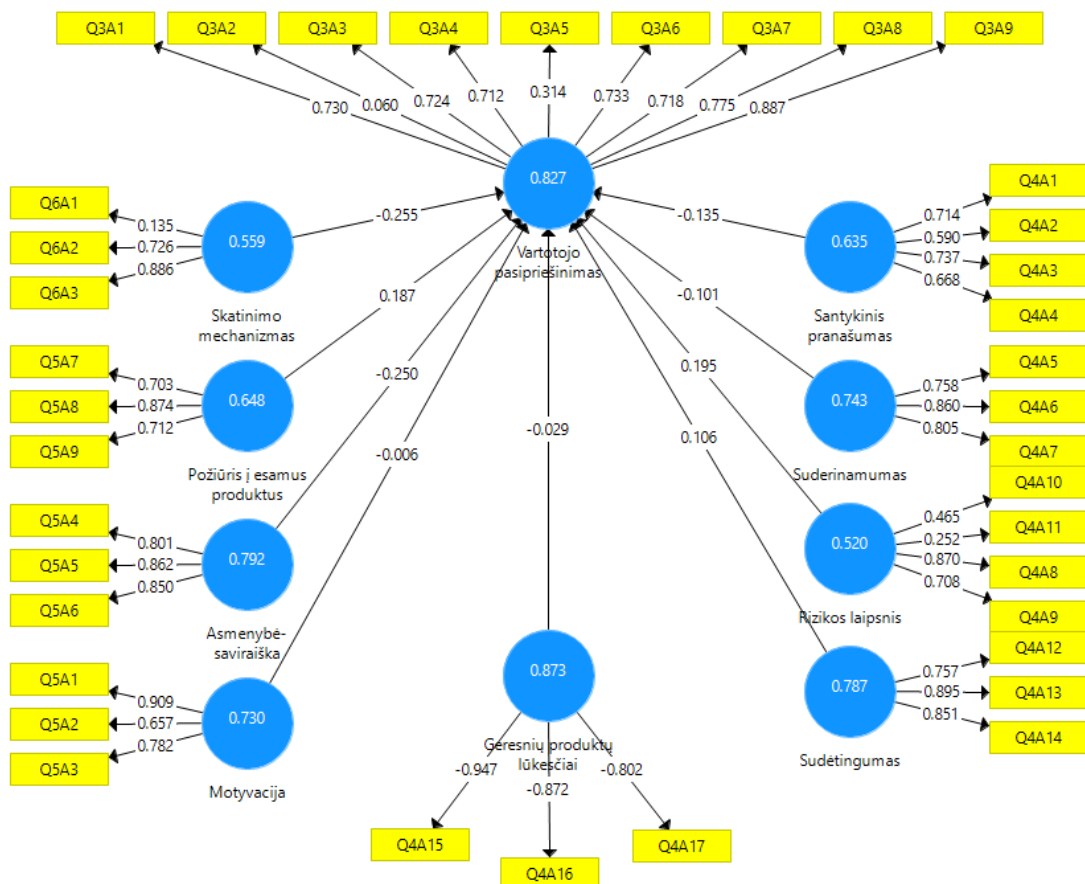 Q3A1
Q3A2
Q3A3
Q3A4
Q3A5
Q3A6
Q3A7
Q3A8
Q3A9
0.730
0.060
0.724
0.712
0.314
0.733
0.718
0.775
0.887
0.827
Vartotojo
pasipriešinimas
Q6A1
Q6A2
Q6A3
0.135
0.726
0.886
0.559
Skatinimo
mechanizmas
-0.255
Q5A7
Q5A8
Q5A9
0.703
0.874
0.712
0.648
Požiūris į esamus
produktus
0.187
Q5A4
Q5A5
Q5A6
0.801
0.862
0.850
0.792
Asmenybė-
saviraiška
-0.250
Q5A1
Q5A2
Q5A3
0.909
0.657
0.782
0.730
Motyvacija
-0.006
-0.029
0.873
Geresnių produktų
lūkesčiai
-0.947
-0.872
-0.802
Q4A15
Q4A16
Q4A17
-0.135
0.635
Santykinis
pranašumas
0.714
0.590
0.737
0.668
Q4A1
Q4A2
Q4A3
Q4A4
-0.101
0.743
Suderinamumas
0.758
0.860
0.805
Q4A5
Q4A6
Q4A7
0.195
0.520
Rizikos laipsnis
0.465
0.252
0.870
0.708
Q4A10
Q4A11
Q4A8
Q4A9
0.106
0.787
Sudėtingumas
0.757
0.895
0.851
Q4A12
Q4A13
Q4A14